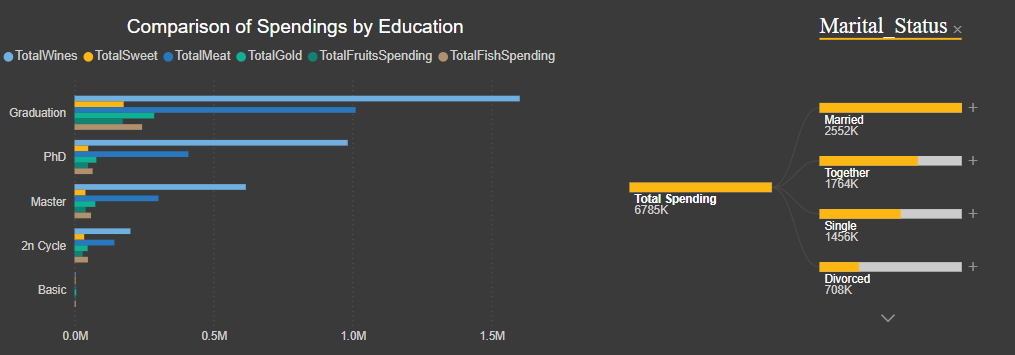 Comparison of Spendings by Education
TotalWines TotalSweet TotalMeat TotalGold TotalFruitsSpending TotalFishSpending
Graduation
PhD
Master
2n Cycle
Basic
0.0M 0.5M 1.0M 1.5M
Marital_Status ×
Total Spending
6785K
Married
2552K
Together
1764K
Single
1456K
Divorced
708K